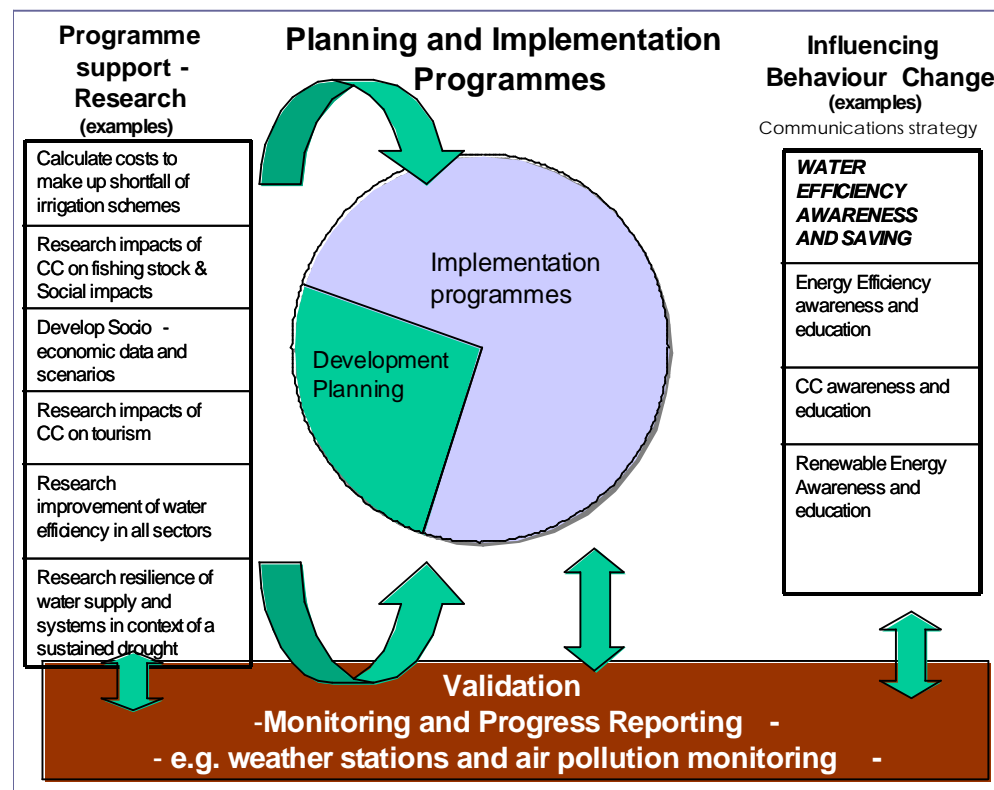 Programme
support -
Research
(examples)
Calculate costs to
make up shortfall of
irrigation schemes
Research impacts of
CC on fishing stock &
Social impacts
Develop Socio -
economic data and
scenarios
Research impacts of
CC on tourism
Research
improvement of water
efficiency in all sectors
Research resilience of
water supply and
systems in context of a
sustained drought
Planning and Implementation
Programmes
Implementation
programmes
Development
Planning
Influencing
Behaviour Change
(examples)
Communications strategy
WATER
EFFICIENCY
AWARENESS
AND SAVING
Energy Efficiency
awareness and
education
CC awareness and
education
Renewable Energy
Awareness and
education
Validation
-Monitoring and Progress Reporting -
- e.g. weather stations and air pollution monitoring -